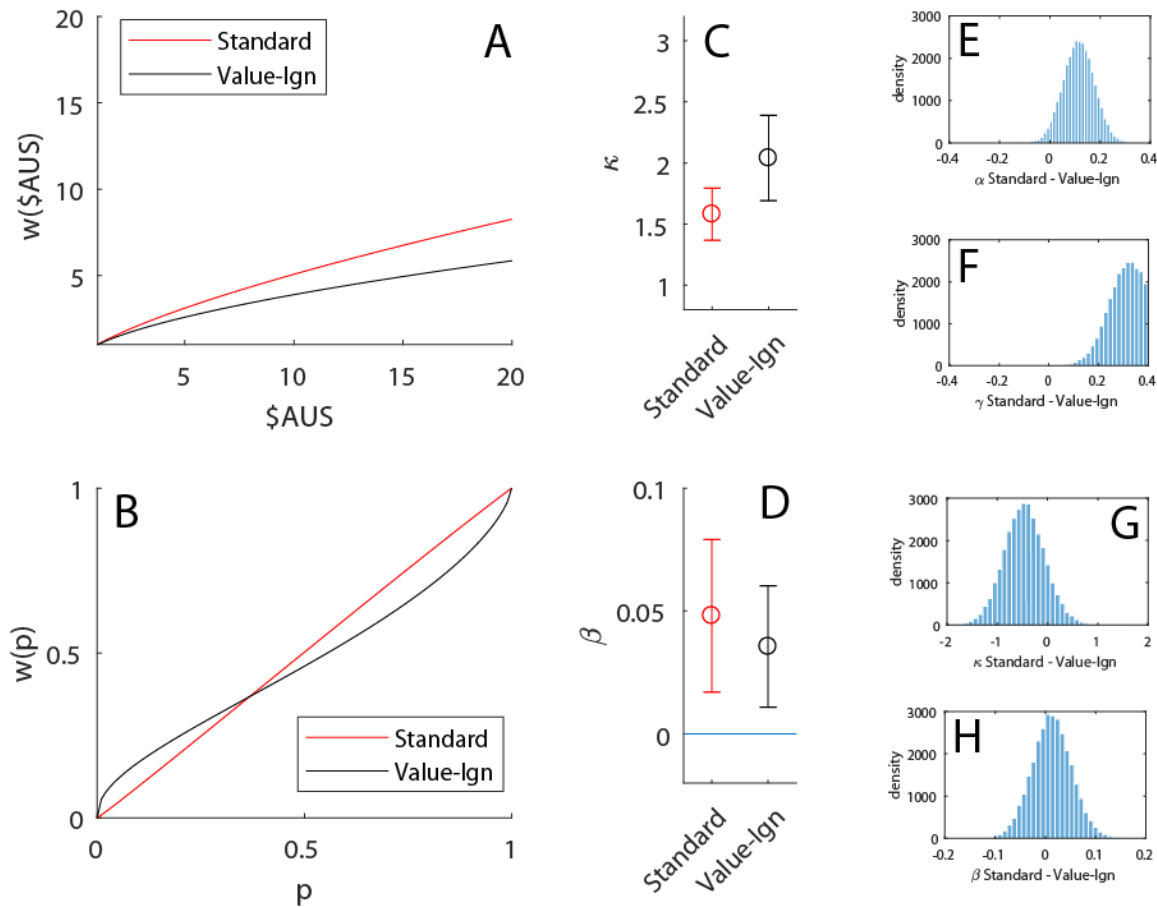 A
20
15
10
5
w($AUS)
Standard
Value-Ign
5
10
15
20
$AUS
B
1
0.5
0
w(p)
Standard
Value-Ign
0
0.5
1
p
C
3
2.5
2
1.5
1
κ
Standard
Value-Ign
D
0.1
0.05
0
β
Standard
Value-Ign
E
3000
2000
1000
0
density
-0.4
-0.2
0
0.2
0.4
α Standard - Value-Ign
F
3000
2000
1000
0
density
-0.4
-0.2
0
0.2
0.4
γ Standard - Value-Ign
G
3000
2000
1000
0
density
-2
-1
0
1
2
κ Standard - Value-Ign
H
3000
2000
1000
0
density
-0.2
-0.1
0
0.1
0.2
β Standard - Value-Ign